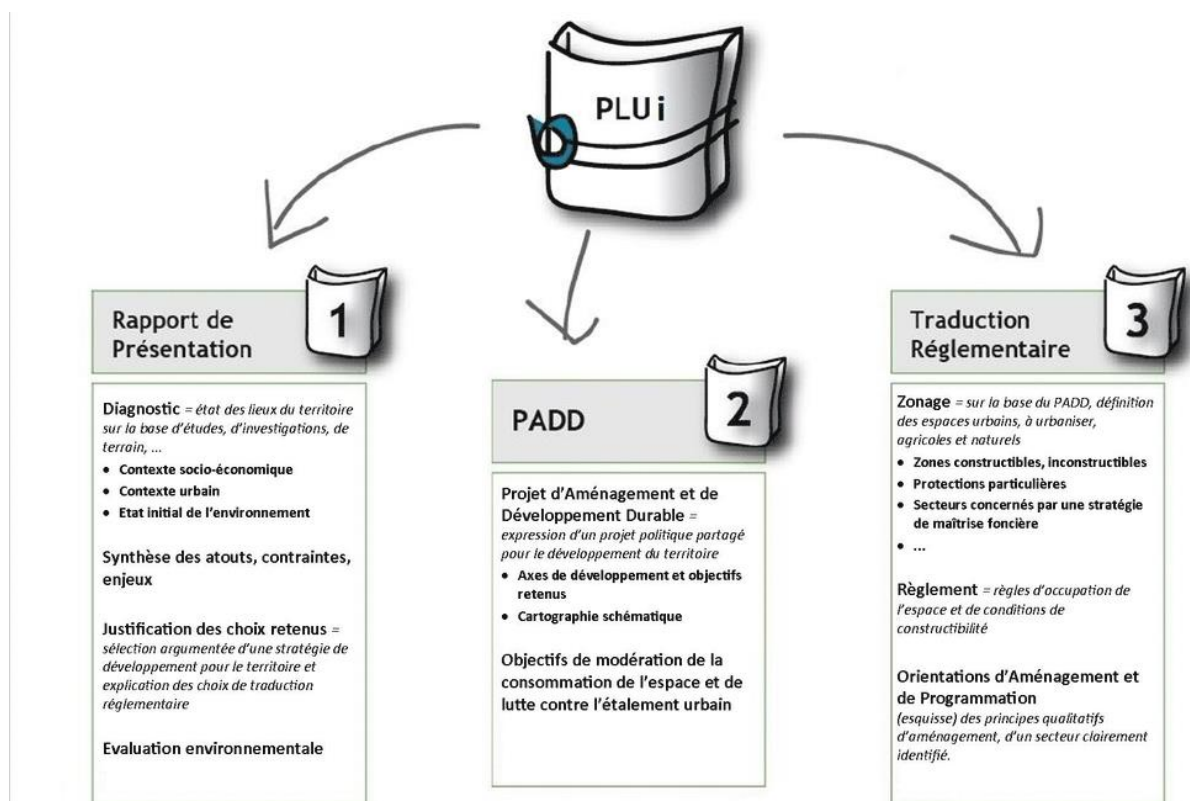 PLUi
1
Rapport de
Présentation
Diagnostic = état des lieux du territoire
sur la base d'études, d'investigations, de
terrain, ...
• Contexte socio-économique
• Contexte urbain
• Etat initial de l'environnement
Synthèse des atouts, contraintes,
enjeux
Justification des choix retenus =
sélection argumentée d'une stratégie de
développement pour le territoire et
explication des choix de traduction
réglementaire
Evaluation environnementale
2
PADD
Projet d'Aménagement et de
Développement Durable =
expression d'un projet politique partagé
pour le développement du territoire
• Axes de développement et objectifs
retenus
• Cartographie schématique
Objectifs de modération de la
consommation de l'espace et de
lutte contre l'étalement urbain
3
Traduction
Réglementaire
Zonage = sur la base du PADD, définition
des espaces urbains, à urbaniser,
agricoles et naturels
• Zones constructibles, inconstructibles
• Protections particulières
• Secteurs concernés par une stratégie
de maîtrise foncière
• ...
Règlement = règles d'occupation de
l'espace et de conditions de
constructibilité
Orientations d'Aménagement et
de Programmation
(esquisse) des principes qualitatifs
d'aménagement, d'un secteur clairement
identifié.